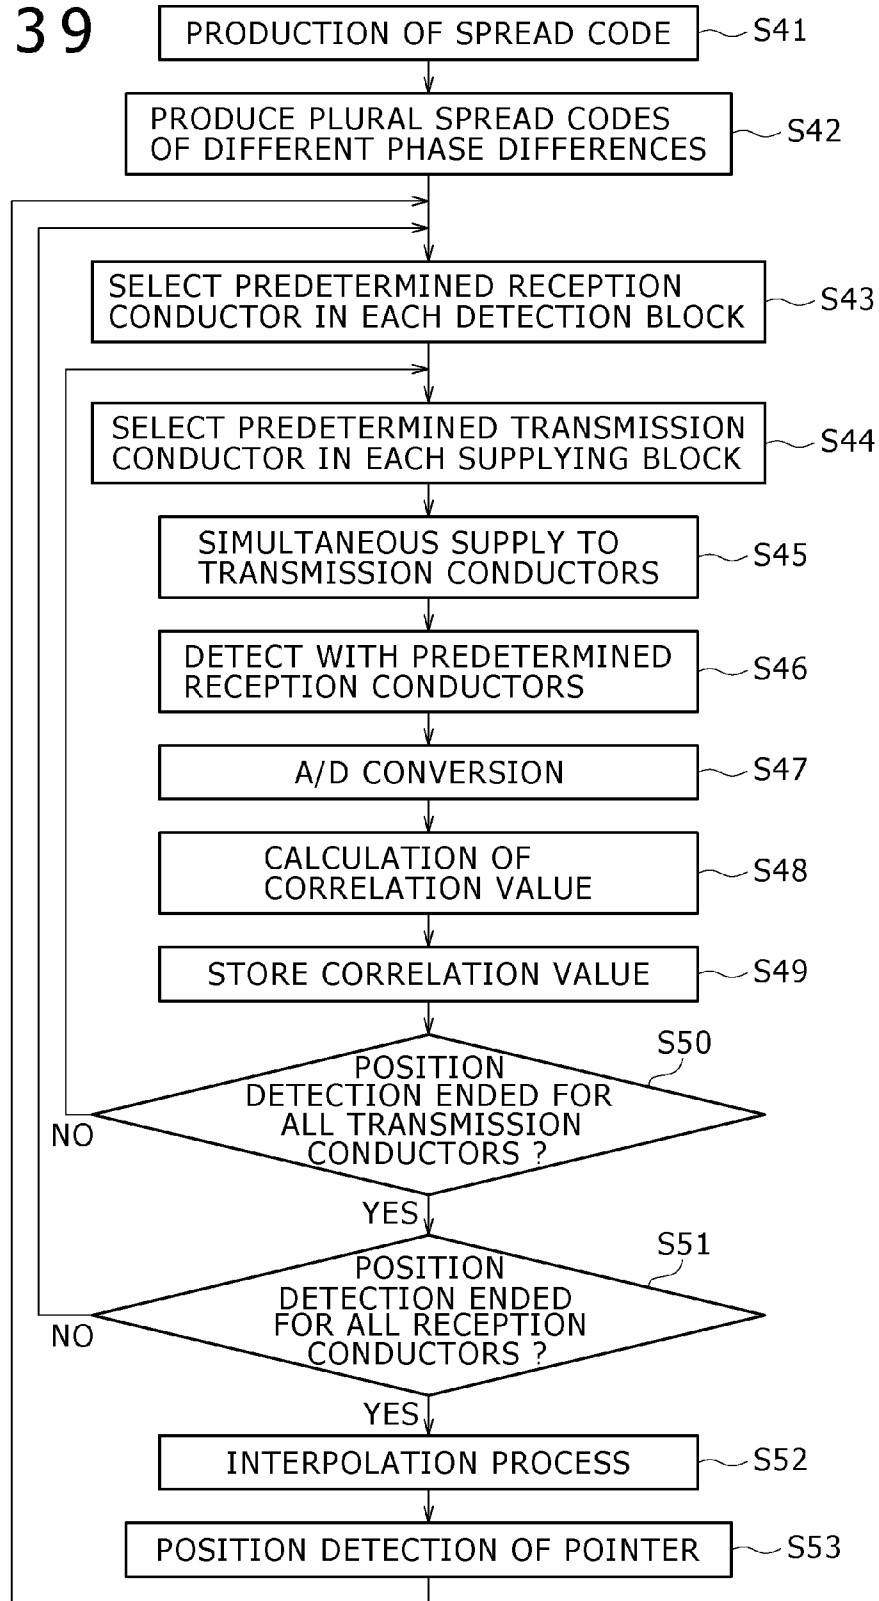 39
PRODUCTION OF SPREAD CODE
S41
PRODUCE PLURAL SPREAD CODES
OF DIFFERENT PHASE DIFFERENCES
S42
SELECT PREDETERMINED RECEPTION
CONDUCTOR IN EACH DETECTION BLOCK
S43
SELECT PREDETERMINED TRANSMISSION
CONDUCTOR IN EACH SUPPLYING BLOCK
S44
SIMULTANEOUS SUPPLY TO
TRANSMISSION CONDUCTORS
S45
DETECT WITH PREDETERMINED
RECEPTION CONDUCTORS
S46
A/D CONVERSION
S47
CALCULATION OF
CORRELATION VALUE
S48
STORE CORRELATION VALUE
S49
S50
POSITION
DETECTION ENDED FOR
ALL TRANSMISSION
CONDUCTORS ?
NO
YES
S51
POSITION
DETECTION ENDED
FOR ALL RECEPTION
CONDUCTORS ?
NO
YES
INTERPOLATION PROCESS
S52
POSITION DETECTION OF POINTER
S53